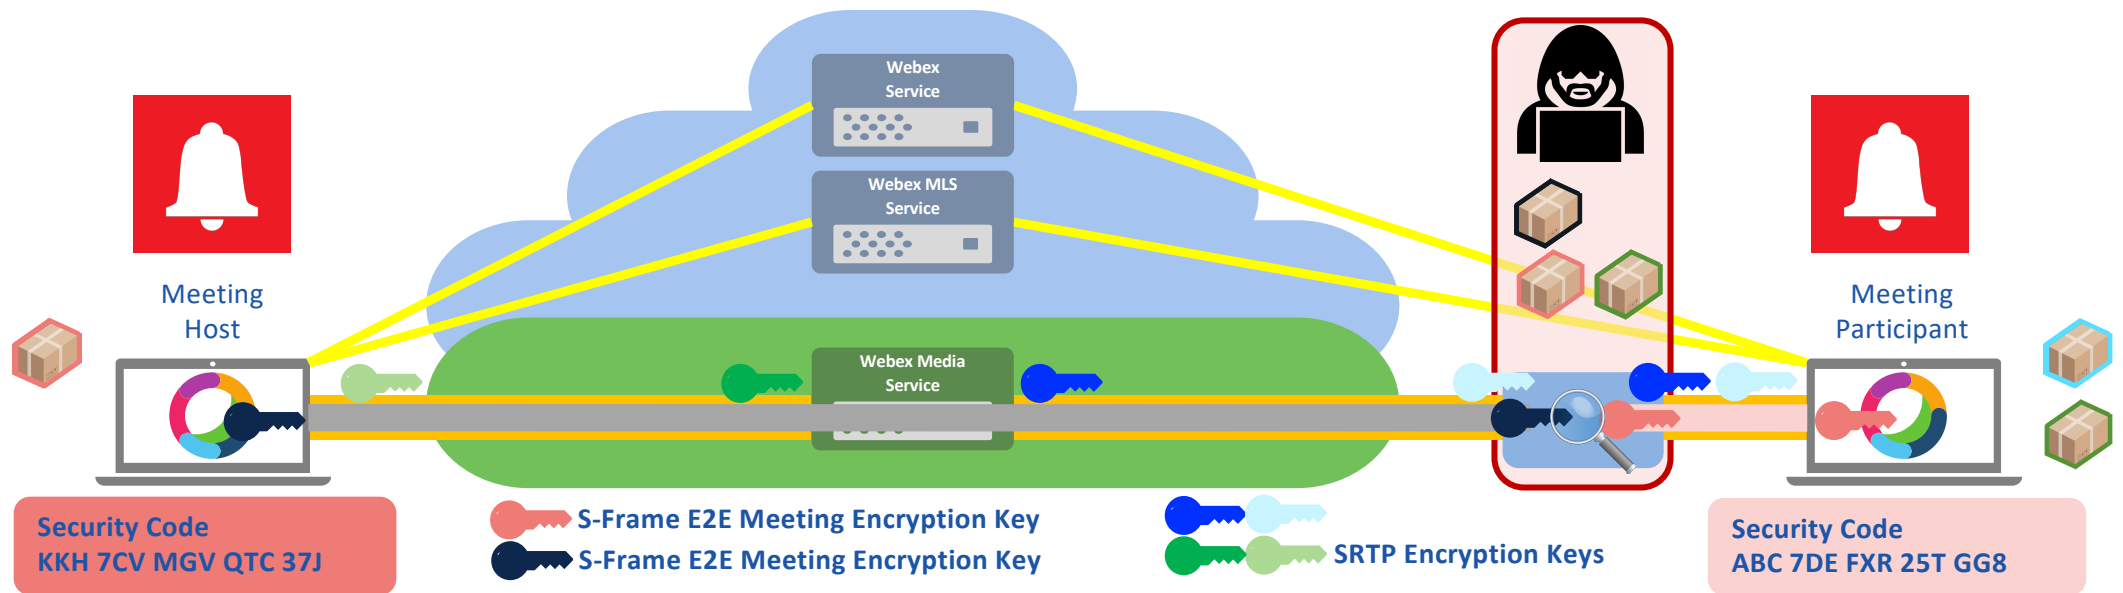 Webex
Service
Webex MLS
Service
Meeting
Host
Meeting
Participant
Webex Media
Service
Security Code
KKH 7CV MGV QTC 37J
S-Frame E2E Meeting Encryption Key
S-Frame E2E Meeting Encryption Key
SRTP Encryption Keys
Security Code
ABC 7DE FXR 25T GG8